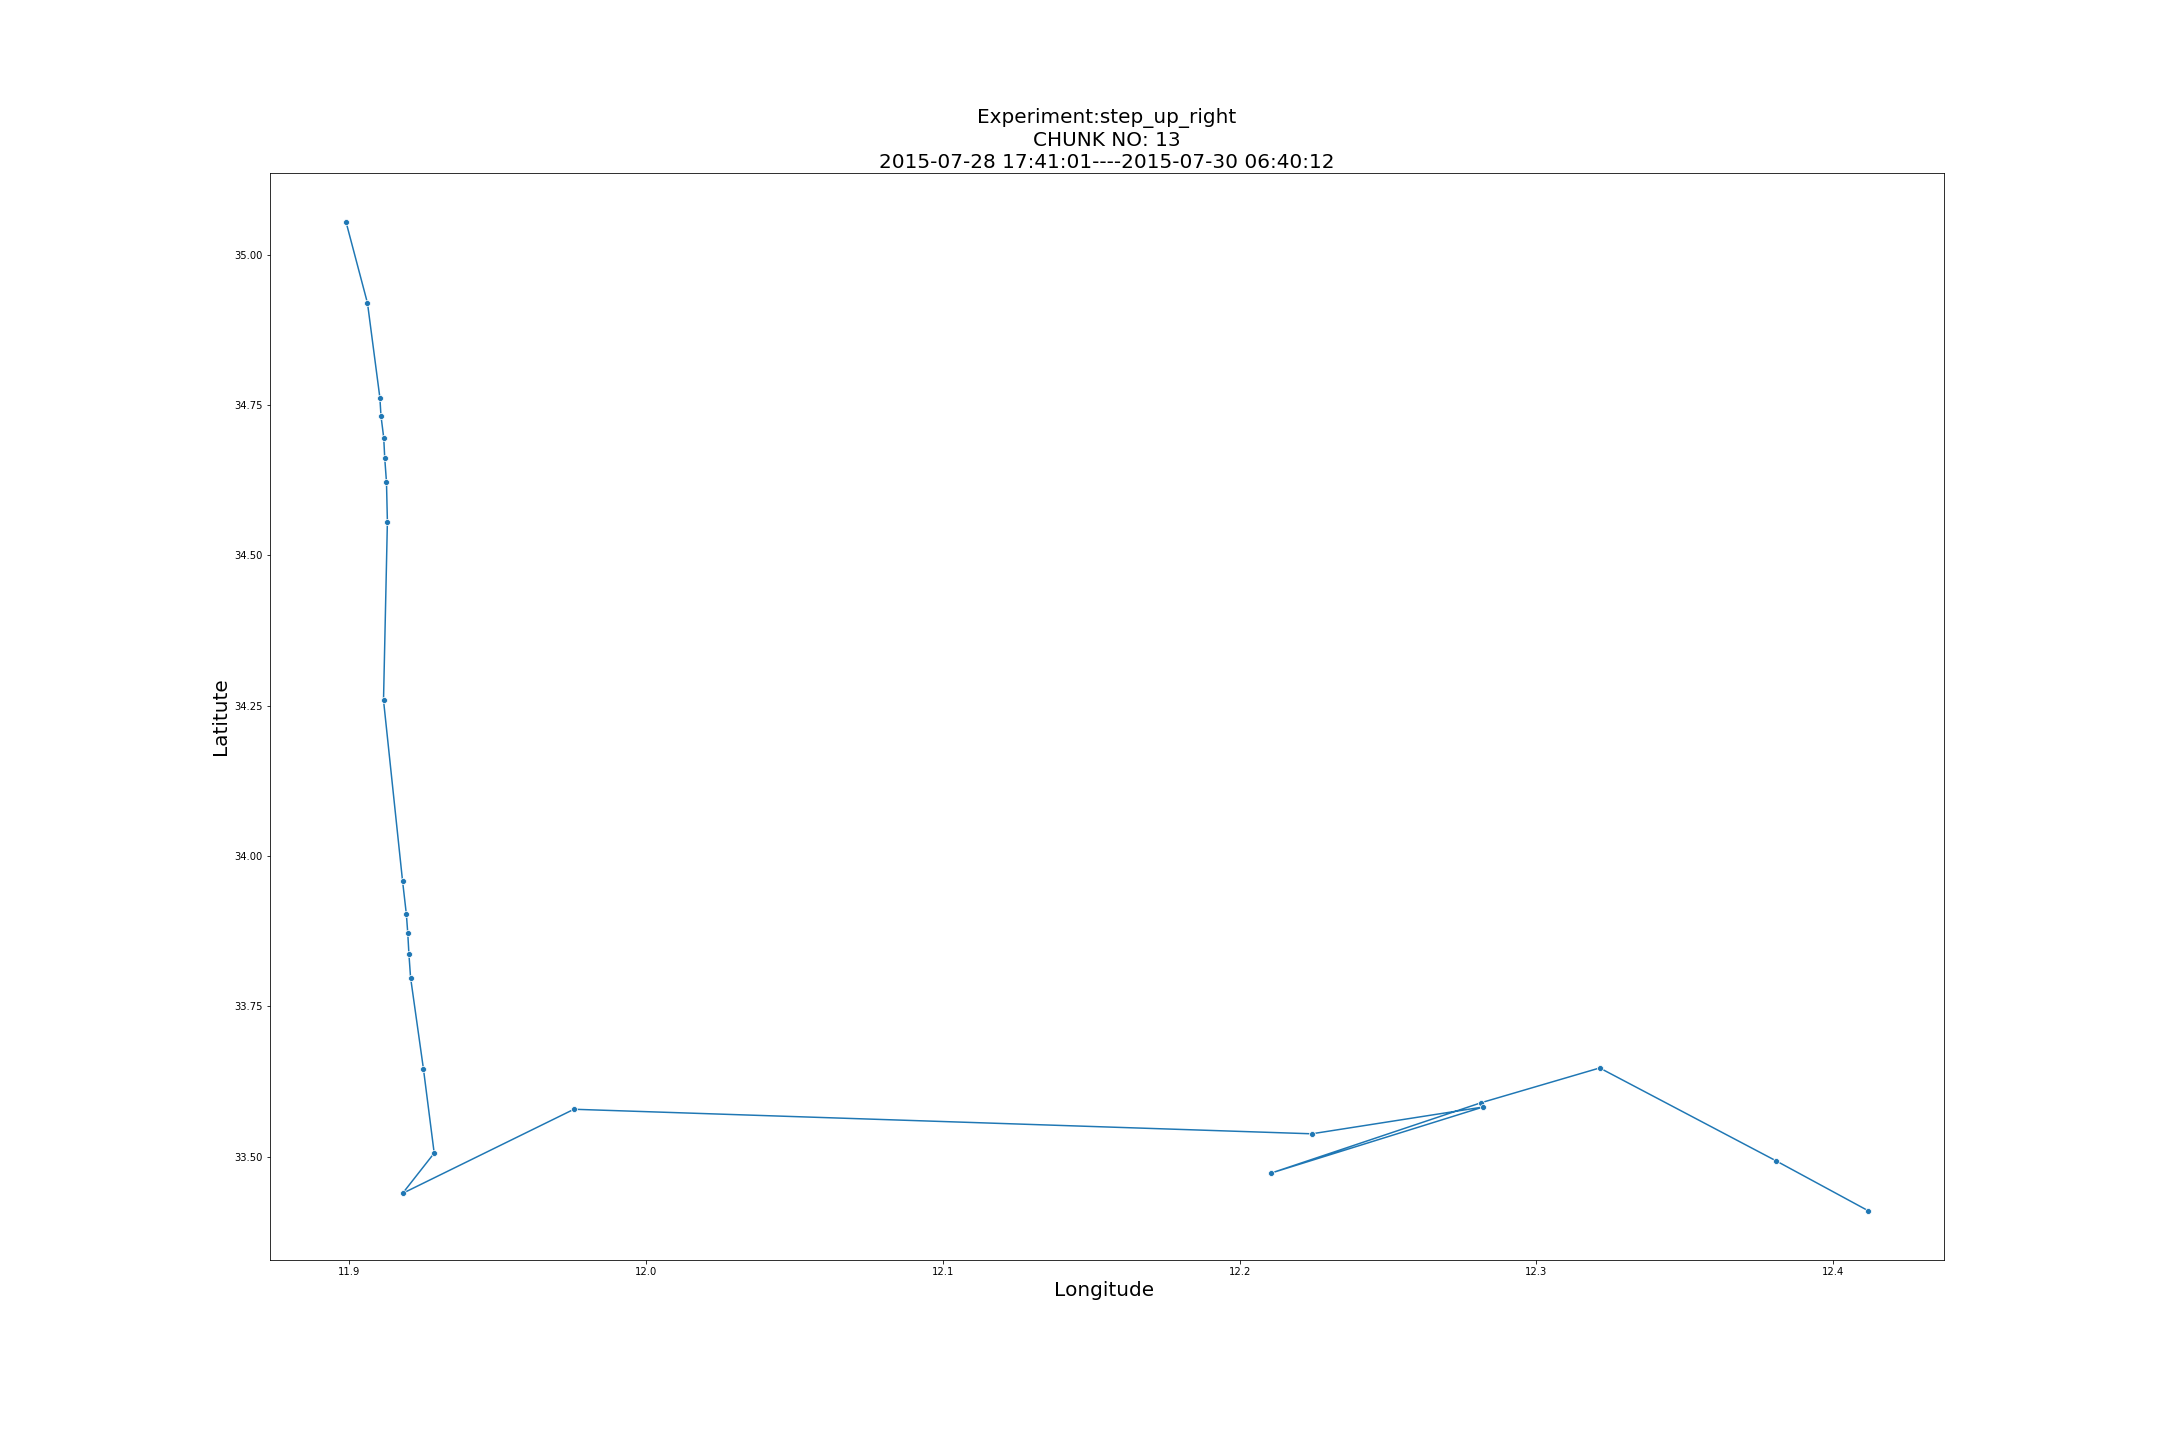 Experiment:step_up_right
CHUNK NO: 13
2015-07-28 17:41:01----2015-07-30 06:40:12
35.00
34.75
34.50
34.25
34.00
33.75
33.50
Latitute
11.9 12.0 12.1 12.2 12.3 12.4
Longitude